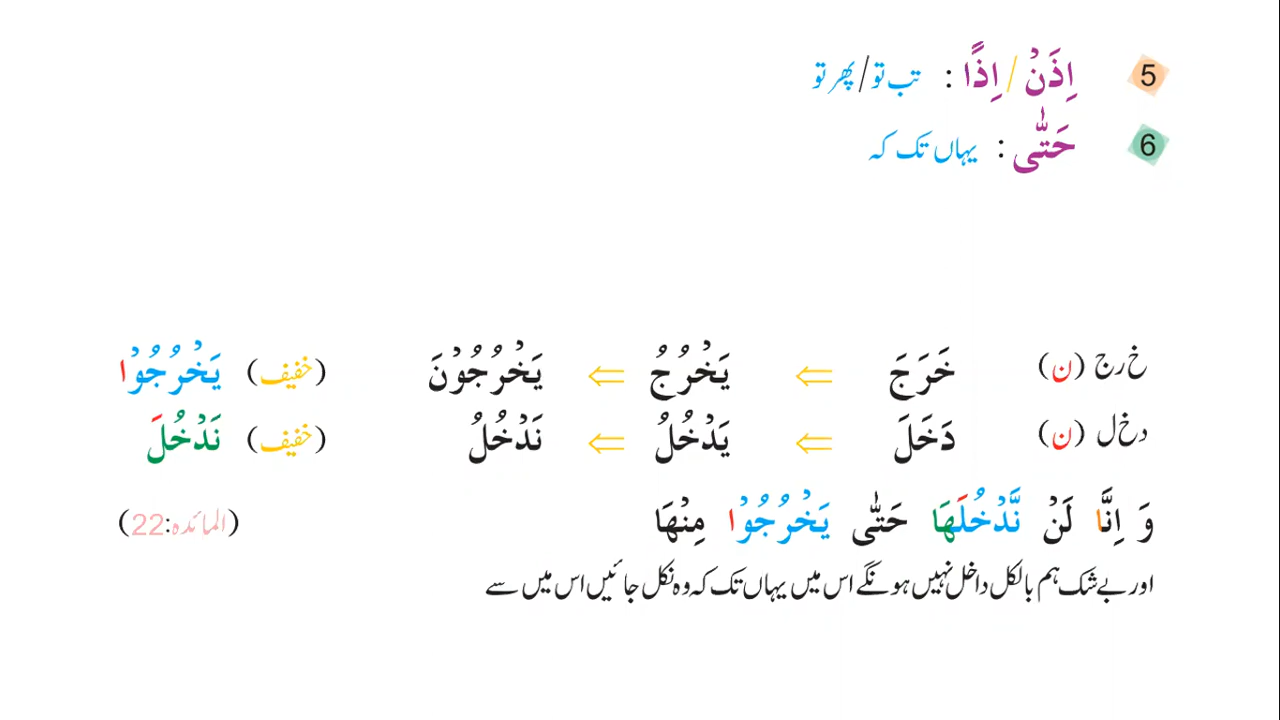 5 اِذَنْ / اِذًا : تب تو / پھر تو
6 حَتّٰی : یہاں تک کہ
خ ر ج (ن) خَرَجَ ⇐ یَخْرُجُ ⇐ یَخْرُجُوْنَ (خفیف) یَخْرُجُوْا
د خ ل (ن) دَخَلَ ⇐ یَدْخُلُ ⇐ نَدْخُلُ (خفیف) نَدْخُلَ
وَ اِنَّا لَنْ نَّدْخُلَهَا حَتّٰی یَخْرُجُوْا مِنْهَا (المائدہ:22)
اور بے شک ہم بالکل داخل نہیں ہونگے اس میں یہاں تک کہ وہ نکل جائیں اس میں سے